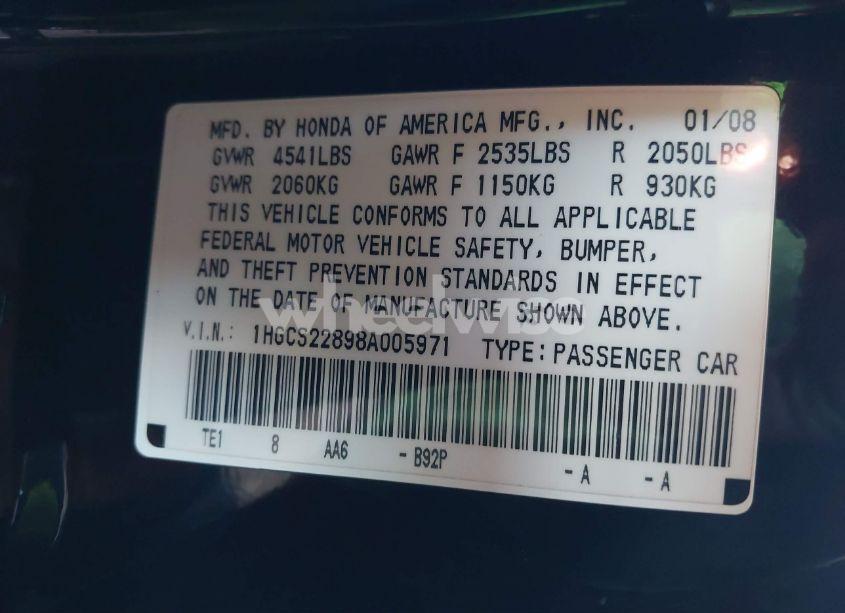 MFD. BY HONDA OF AMERICA MFG., INC. 01/08
GVWR 4541LBS GAWR F 2535LBS R 2050LBS
GVWR 2060KG GAWR F 1150KG R 930KG
THIS VEHICLE CONFORMS TO ALL APPLICABLE
FEDERAL MOTOR VEHICLE SAFETY, BUMPER,
AND THEFT PREVENTION STANDARDS IN EFFECT
ON THE DATE OF MANUFACTURE SHOWN ABOVE.
wheelwiss
V.I.N.: 1HGCS22898A005971 TYPE: PASSENGER CAR
TE1 8 AA6 - B92P - A - A